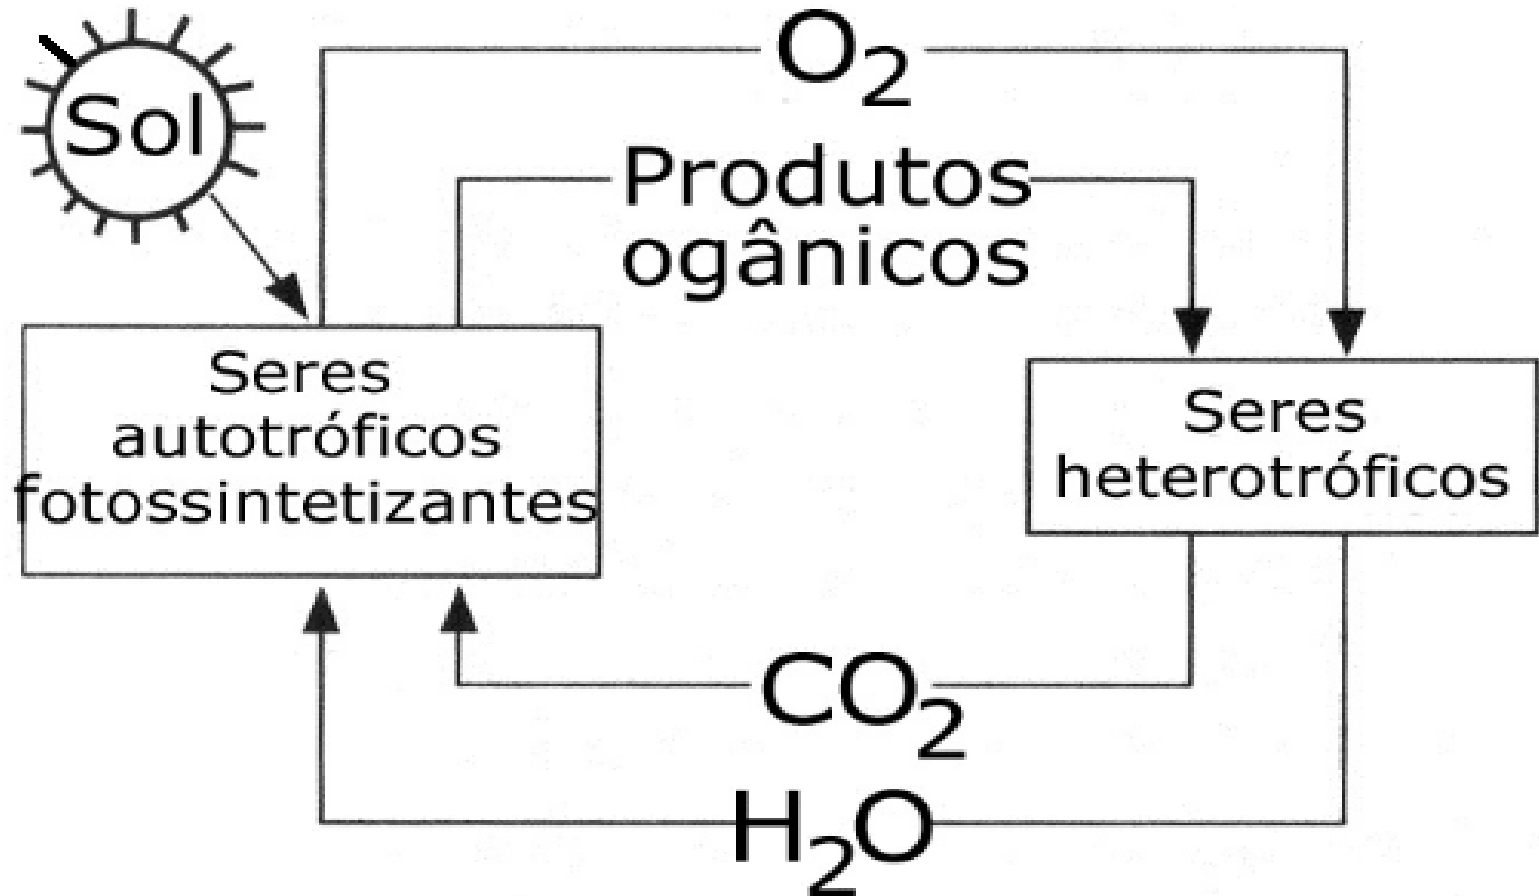 Sol
O₂
Produtos
ogânicos
Seres
autotróficos
fotossintetizantes
Seres
heterotróficos
CO₂
H₂O